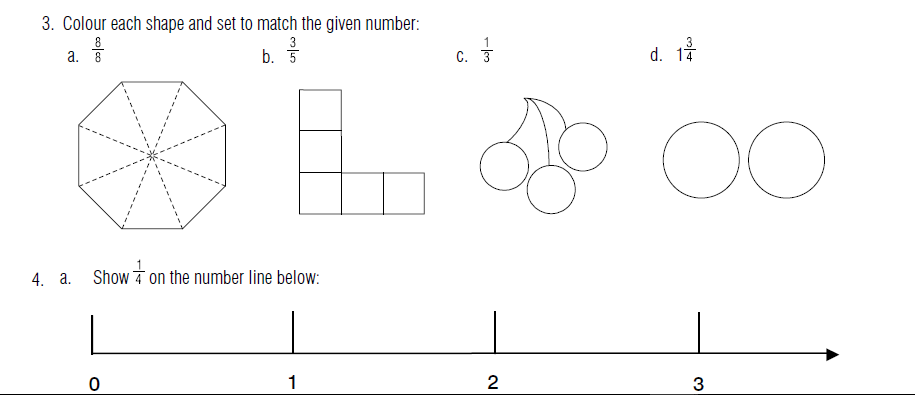 3. Colour each shape and set to match the given number:
a. 8/8 b. 3/5 c. 1/3 d. 1 3/4
4. a. Show 1/4 on the number line below:
0 1 2 3